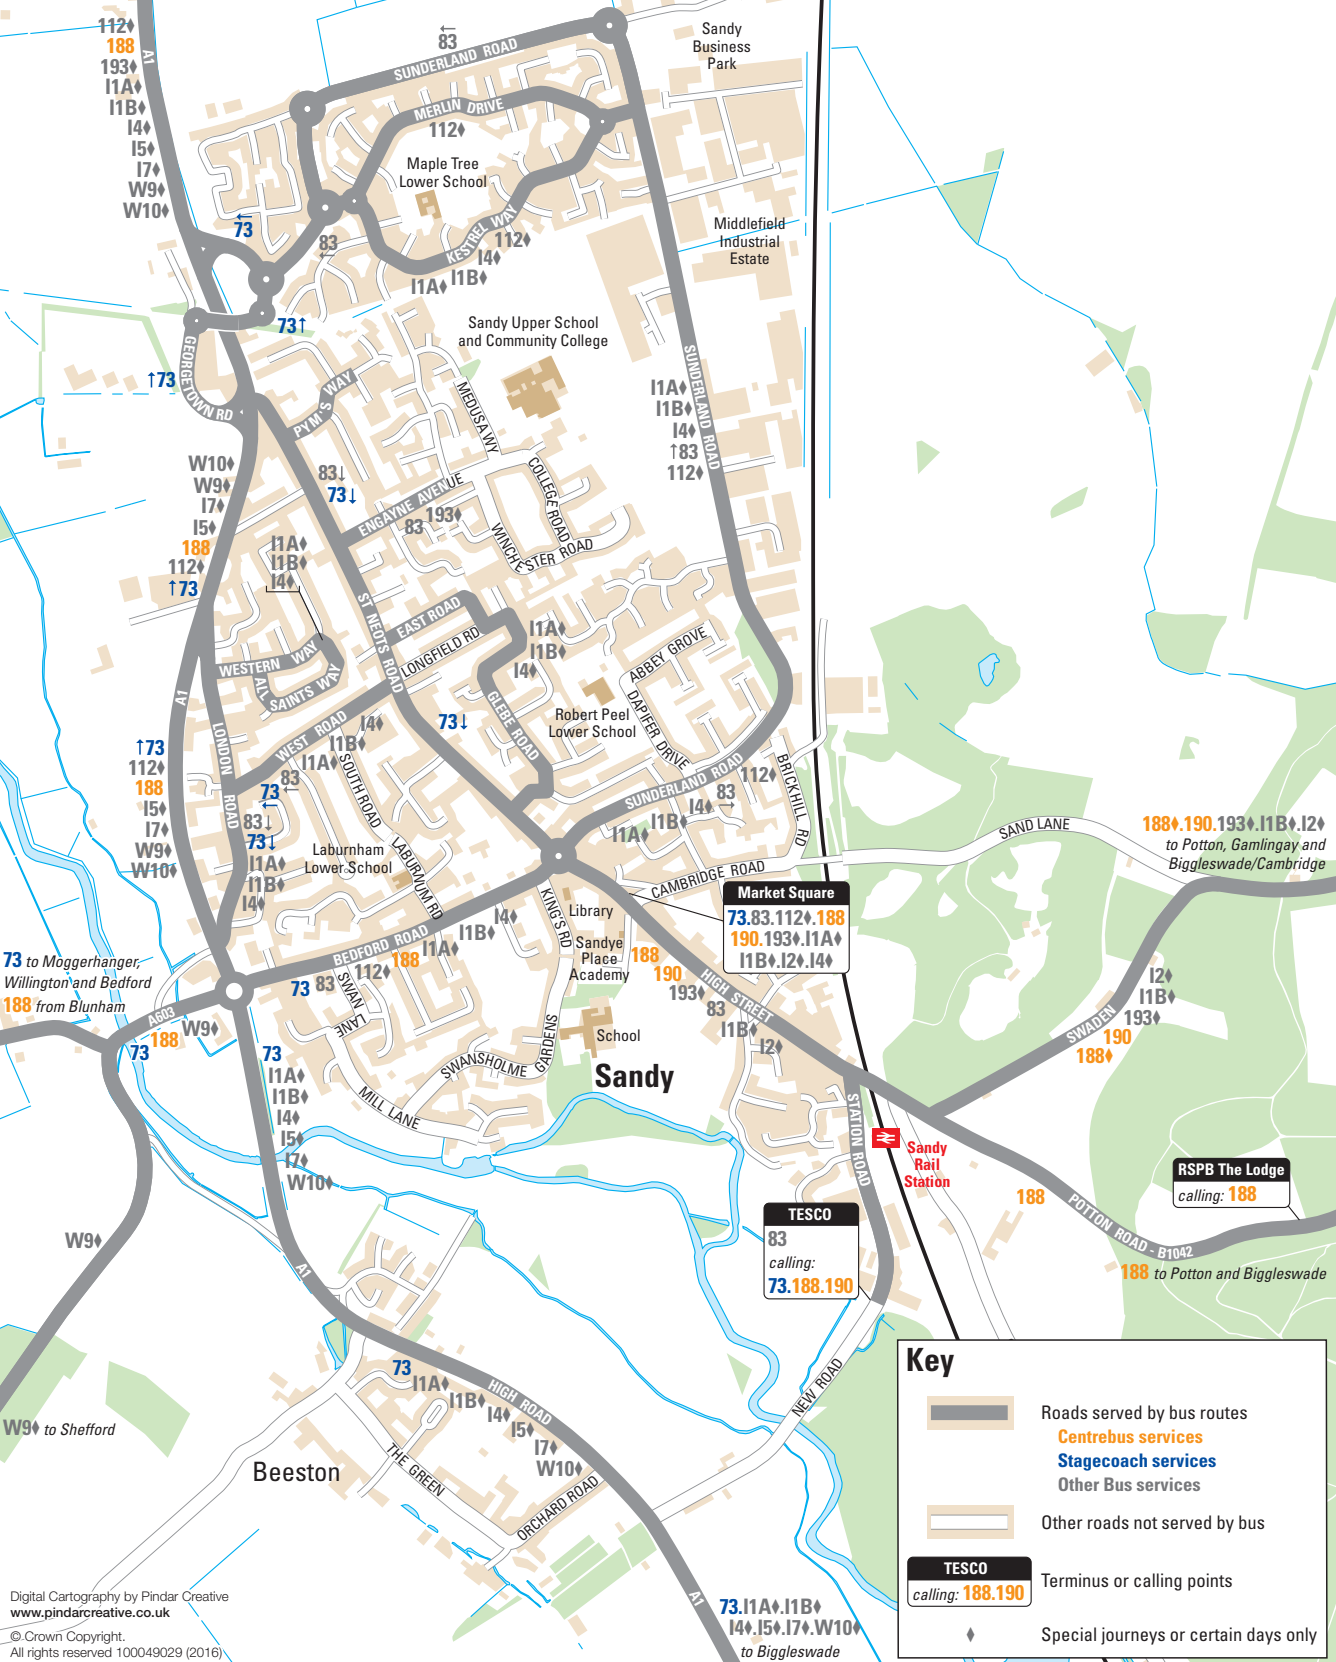 112♦
188
193♦
I1A♦
I1B♦
I4♦
I5♦
I7♦
W9♦
W10♦
A1
←
83
SUNDERLAND ROAD
Sandy
Business
Park
MERLIN DRIVE
112♦
Maple Tree
Lower School
KESTREL WAY
112♦
I4♦
I1B♦
I1A♦
←
73
83
←
Middlefield
Industrial
Estate
73↑
Sandy Upper School
and Community College
GEORGETOWN RD
↑73
PYM'S WAY
MEDUSA WY
SUNDERLAND ROAD
I1A♦
I1B♦
I4♦
↑83
112♦
W10♦
W9♦
I7♦
I5♦
188
112♦
↑73
83↓
73↓
ENGAYNE AVENUE
83
193♦
COLLEGE ROAD
WINCHESTER ROAD
I1A♦
I1B♦
I4♦
ST NEOTS ROAD
EAST ROAD
LONGFIELD RD
I1A♦
I1B♦
I4♦
ABBEY GROVE
WESTERN WAY
ALL SAINTS WAY
A1
GLEBE ROAD
DAPIFER DRIVE
Robert Peel
Lower School
73↓
LONDON ROAD
WEST ROAD
I4♦
I1B♦
I1A♦
83
←
73
←
SOUTH ROAD
↑73
112♦
188
I5♦
I7♦
W9♦
W10♦
83↓
73↓
I1A♦
I1B♦
I4♦
SUNDERLAND ROAD
112♦
83
→
I4♦
I1B♦
I1A♦
BRICKHILL RD
SAND LANE
188♦.190.193♦.I1B♦.I2♦
to Potton, Gamlingay and
Biggleswade/Cambridge
Laburnham
Lower School
LABURNUM RD
CAMBRIDGE ROAD
Market Square
73.83.112♦.188
190.193♦.I1A♦
I1B♦.I2♦.I4♦
KING'S RD
Library
Sandye
Place
Academy
BEDFORD ROAD
I4♦
I1B♦
I1A♦
188
112♦
83
73
188
190
193♦
83
I1B♦
I2♦
HIGH STREET
73 to Moggerhanger,
Willington and Bedford
188 from Blunham
A603
W9♦
188
73
SWAN LANE
School
SWANSHOLME GARDENS
Sandy
MILL LANE
I2♦
I1B♦
193♦
190
188♦
SWADEN
73
I1A♦
I1B♦
I4♦
I5♦
I7♦
W10♦
STATION ROAD
Sandy
Rail
Station
RSPB The Lodge
calling: 188
188
POTTON ROAD - B1042
188 to Potton and Biggleswade
TESCO
83
calling:
73.188.190
W9♦
A1
W9♦ to Shefford
73
I1A♦
I1B♦
I4♦
I5♦
I7♦
W10♦
HIGH ROAD
NEW ROAD
Beeston
THE GREEN
ORCHARD ROAD
A1
73.I1A♦.I1B♦
I4♦.I5♦.I7♦.W10♦
to Biggleswade
Key
Roads served by bus routes
Centrebus services
Stagecoach services
Other Bus services
Other roads not served by bus
TESCO
calling: 188.190
Terminus or calling points
♦
Special journeys or certain days only
Digital Cartography by Pindar Creative
www.pindarcreative.co.uk
© Crown Copyright.
All rights reserved 100049029 (2016)